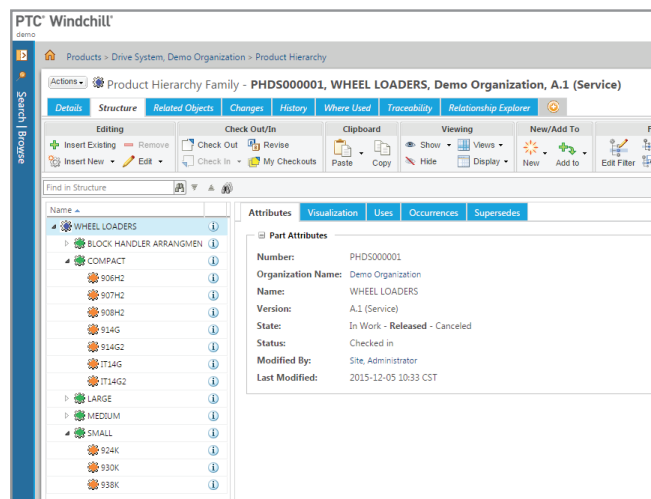 PTC® Windchill®
demo
Products > Drive System, Demo Organization > Product Hierarchy
Actions Product Hierarchy Family - PHDS000001, WHEEL LOADERS, Demo Organization, A.1 (Service)
Details Structure Related Objects Changes History Where Used Traceability Relationship Explorer
Search | Browse
Editing Check Out/In Clipboard Viewing New/Add To F
Insert Existing Remove Check Out Revise Show Views
Insert New Edit Check In My Checkouts Paste Copy Hide Display New Add to Edit Filter
Find in Structure
Name
Attributes Visualization Uses Occurrences Supersedes
WHEEL LOADERS
BLOCK HANDLER ARRANGMEN
COMPACT
906H2
907H2
908H2
914G
914G2
IT14G
IT14G2
LARGE
MEDIUM
SMALL
924K
930K
938K
Part Attributes
Number: PHDS000001
Organization Name: Demo Organization
Name: WHEEL LOADERS
Version: A.1 (Service)
State: In Work - Released - Canceled
Status: Checked in
Modified By: Site, Administrator
Last Modified: 2015-12-05 10:33 CST